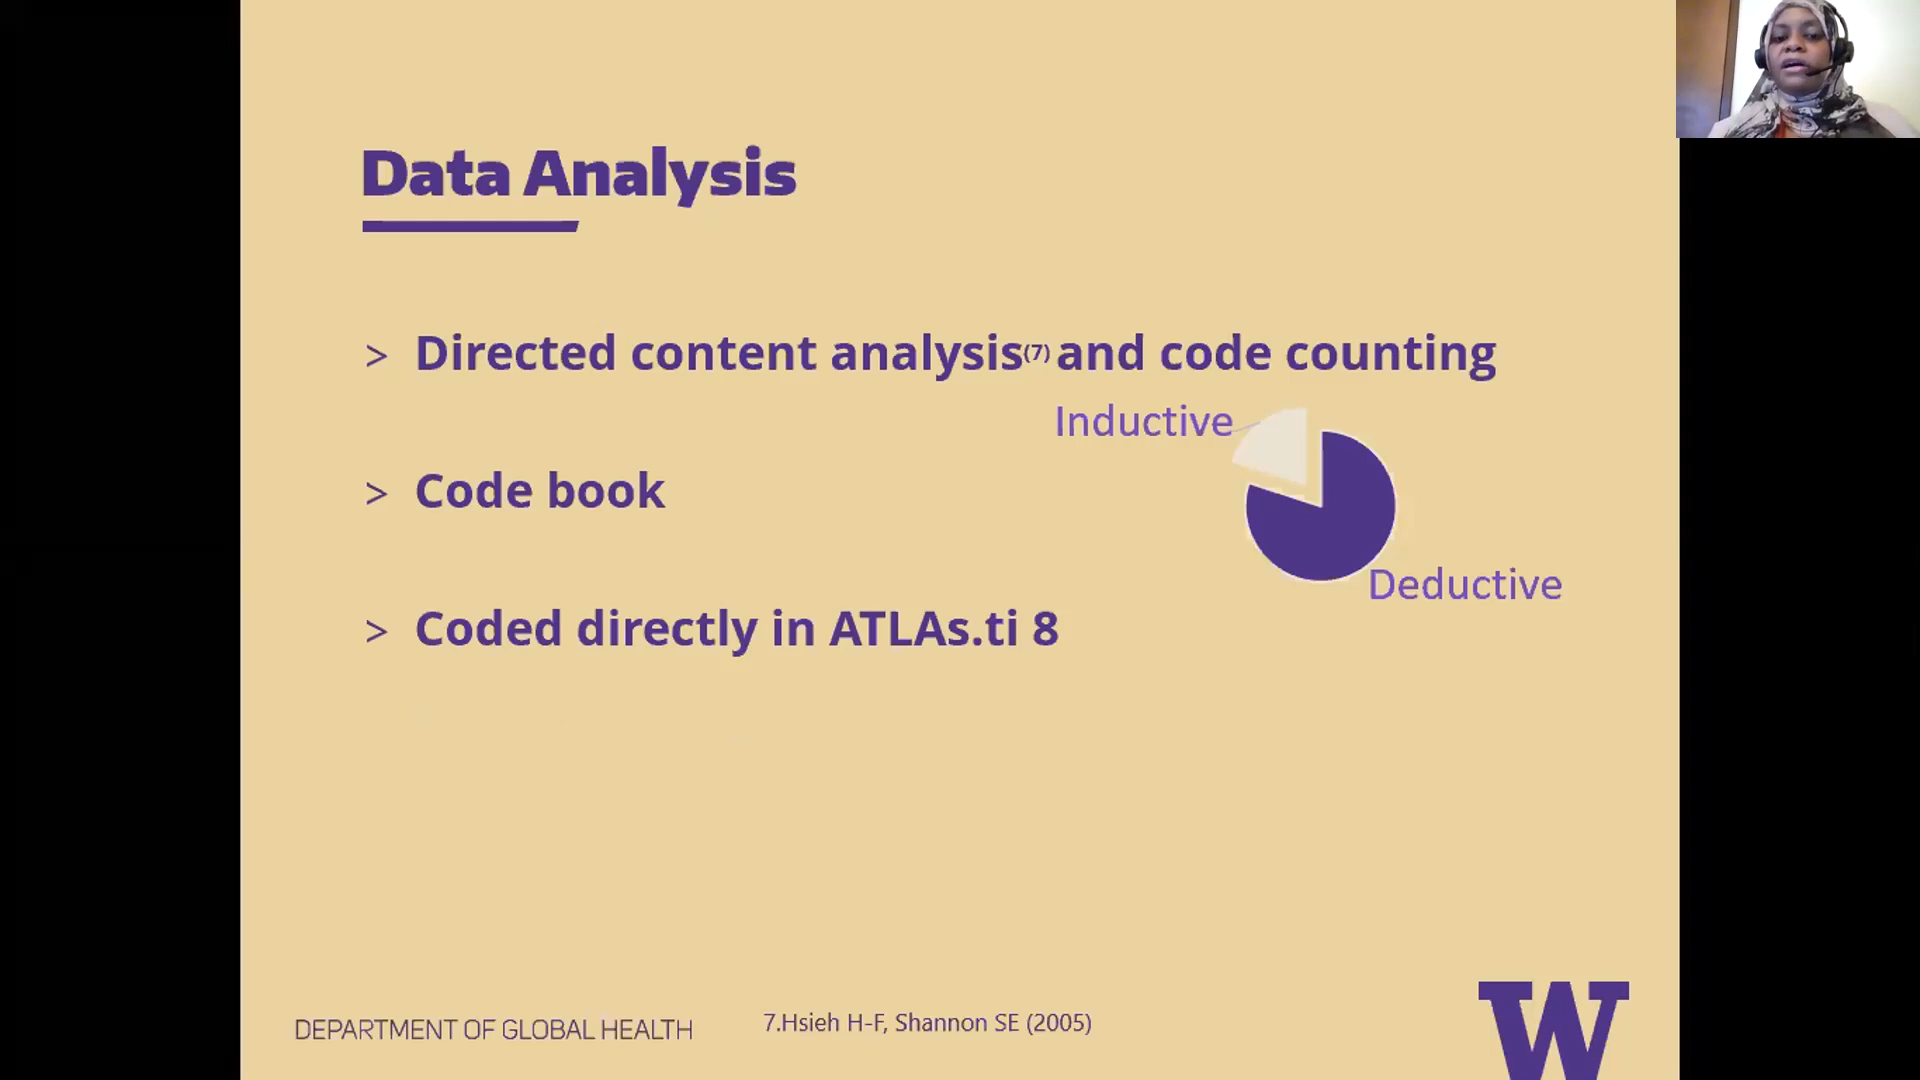 Data Analysis
> Directed content analysis(7) and code counting
Inductive
> Code book
Deductive
> Coded directly in ATLAs.ti 8
DEPARTMENT OF GLOBAL HEALTH
7.Hsieh H-F, Shannon SE (2005)
W